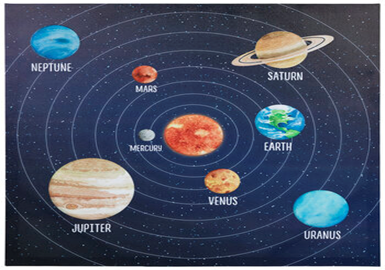 NEPTUNE
SATURN
MARS
MERCURY
EARTH
VENUS
JUPITER
URANUS